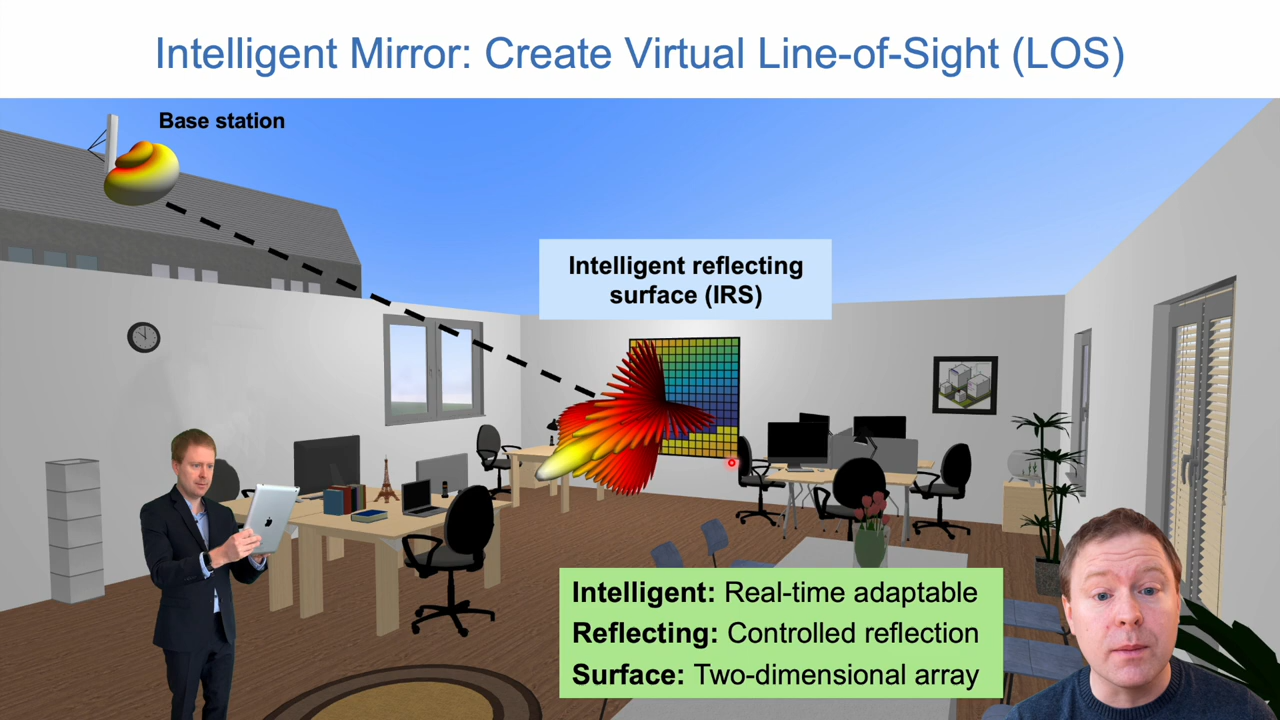 Intelligent Mirror: Create Virtual Line-of-Sight (LOS)
Base station
Intelligent reflecting
surface (IRS)
Intelligent: Real-time adaptable
Reflecting: Controlled reflection
Surface: Two-dimensional array